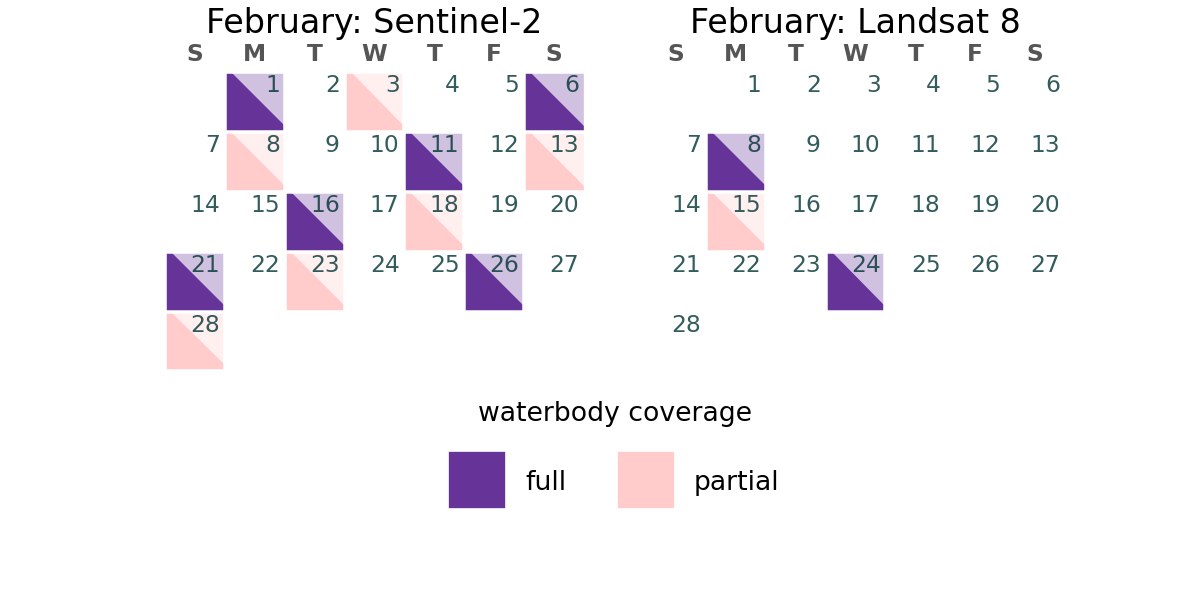 February: Sentinel-2
S M T W T F S
1 2 3 4 5 6
7 8 9 10 11 12 13
14 15 16 17 18 19 20
21 22 23 24 25 26 27
28
February: Landsat 8
S M T W T F S
1 2 3 4 5 6
7 8 9 10 11 12 13
14 15 16 17 18 19 20
21 22 23 24 25 26 27
28
waterbody coverage
full
partial